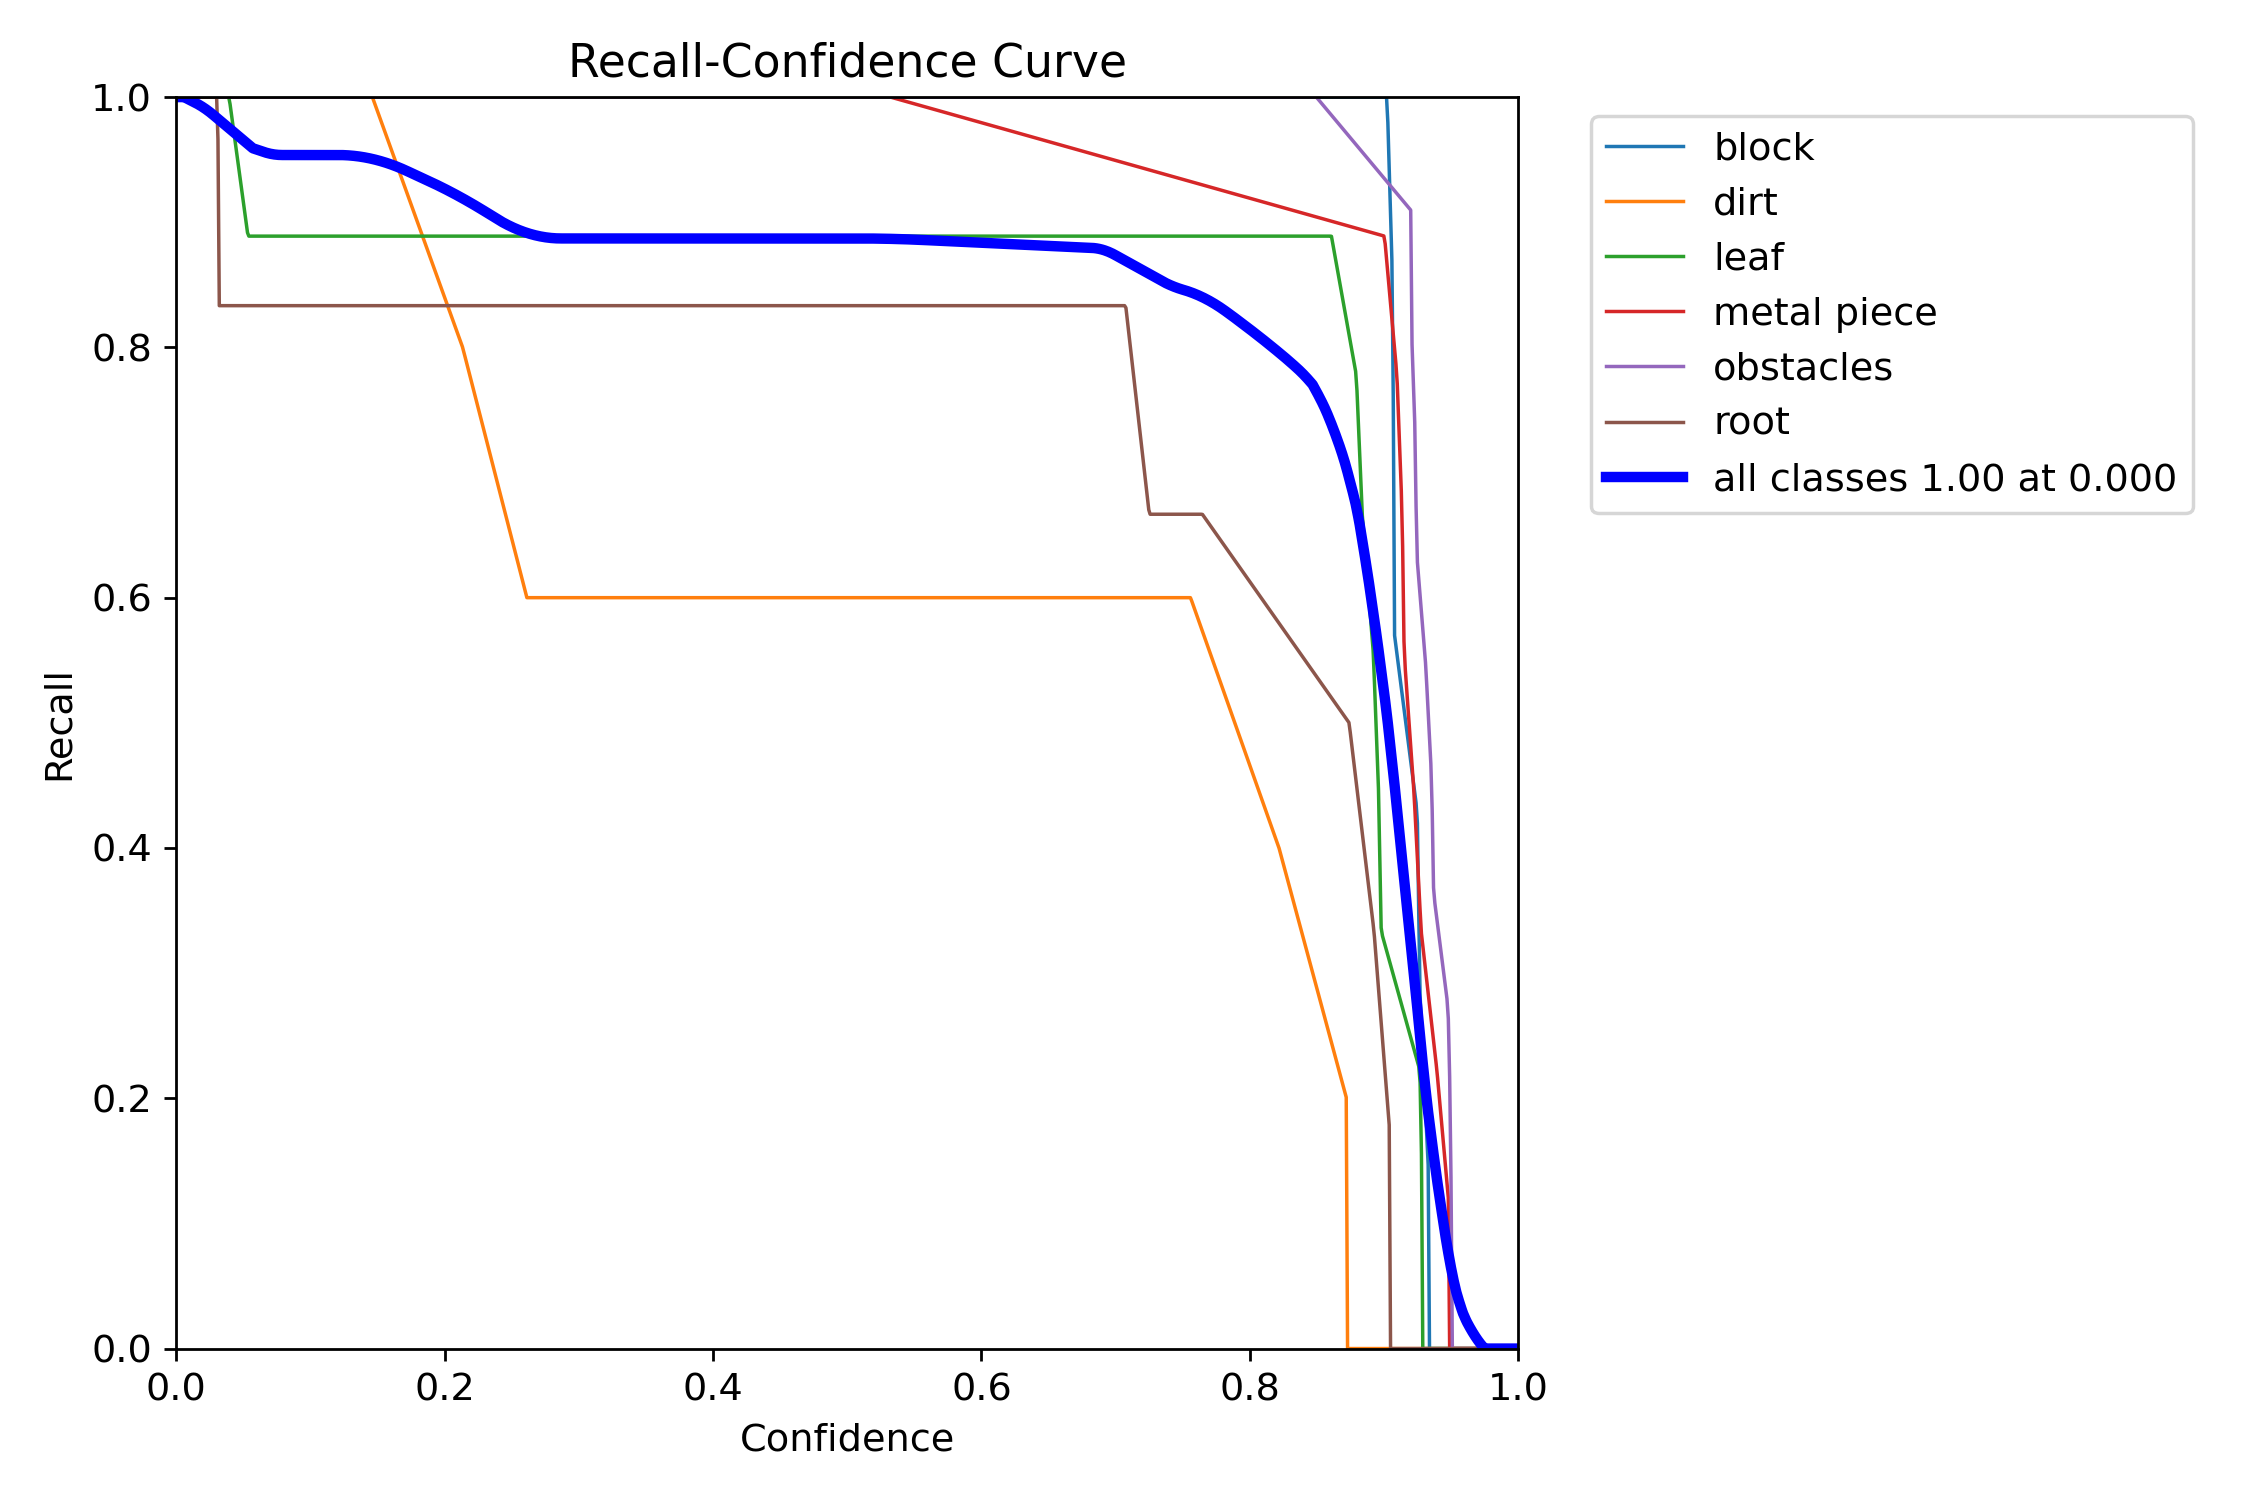 Recall-Confidence Curve
1.0
0.8
0.6
0.4
0.2
0.0
Recall
0.0 0.2 0.4 0.6 0.8 1.0
Confidence
block
dirt
leaf
metal piece
obstacles
root
all classes 1.00 at 0.000